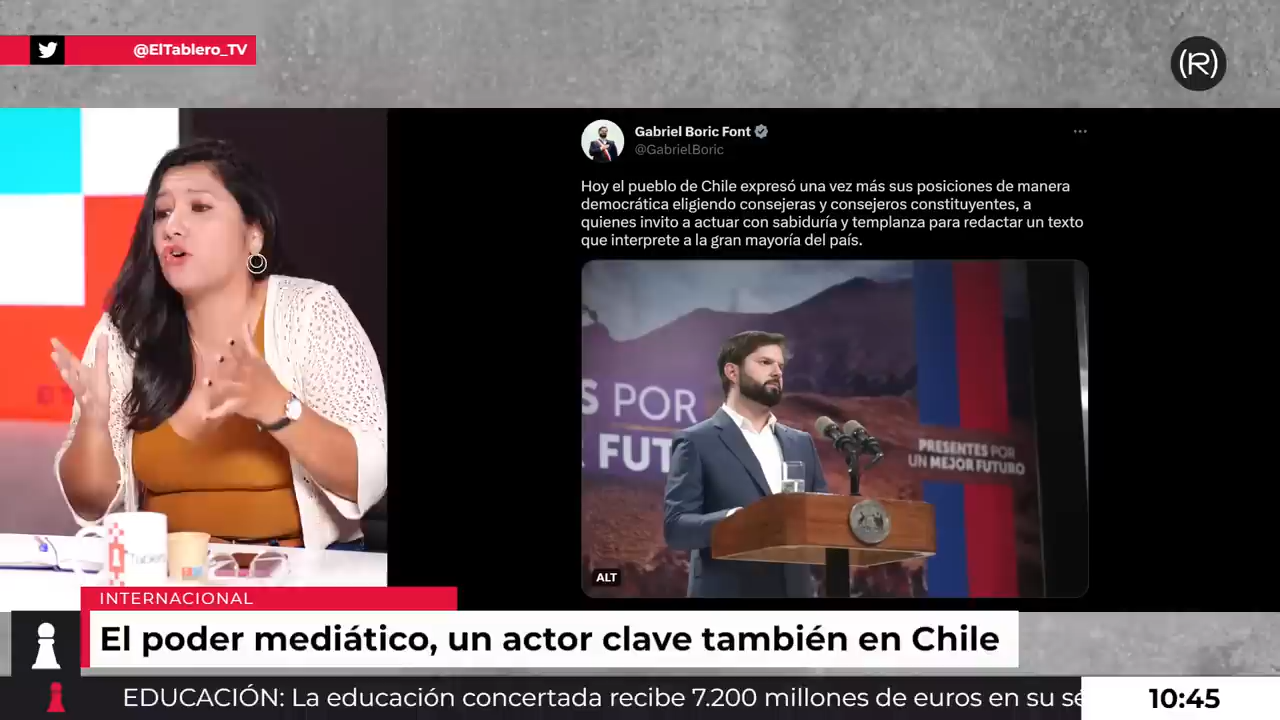 @ElTablero_TV
(R)
Gabriel Boric Font
@GabrielBoric
Hoy el pueblo de Chile expresó una vez más sus posiciones de manera
democrática eligiendo consejeras y consejeros constituyentes, a
quienes invito a actuar con sabiduría y templanza para redactar un texto
que interprete a la gran mayoría del país.
S POR
FUT
PRESENTES POR
UN MEJOR FUTURO
ALT
INTERNACIONAL
El poder mediático, un actor clave también en Chile
EDUCACIÓN: La educación concertada recibe 7.200 millones de euros en su
10:45